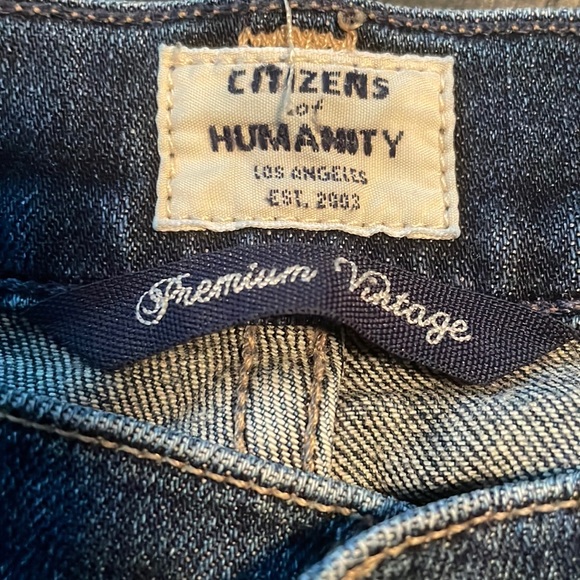 CITIZENS
of
HUMANITY
LOS ANGELES
EST. 2003
Premium Vintage